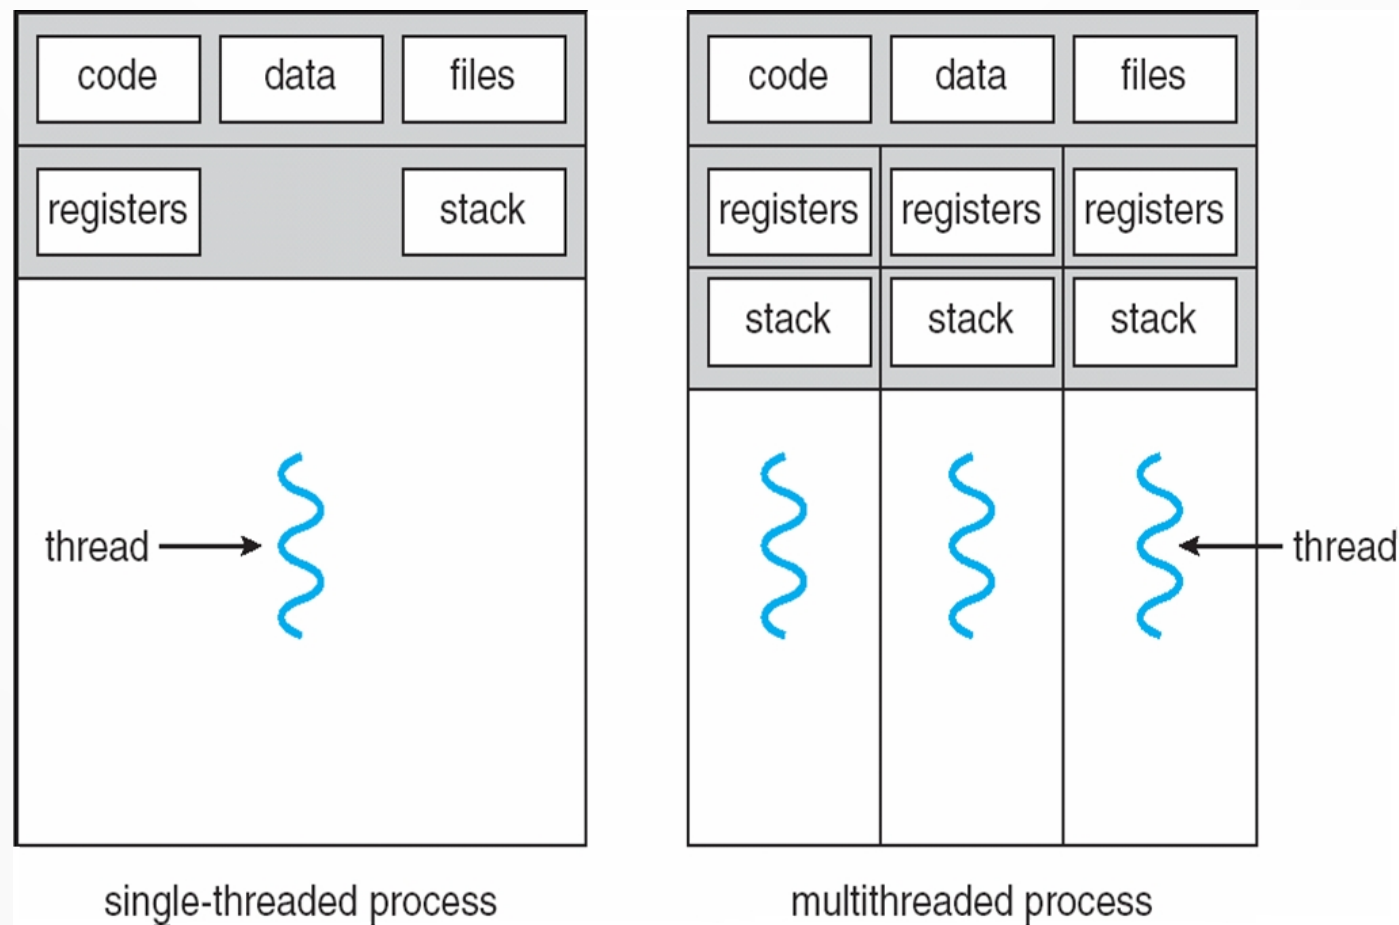 code data files
registers stack
thread
single-threaded process
code data files
registers registers registers
stack stack stack
thread
multithreaded process